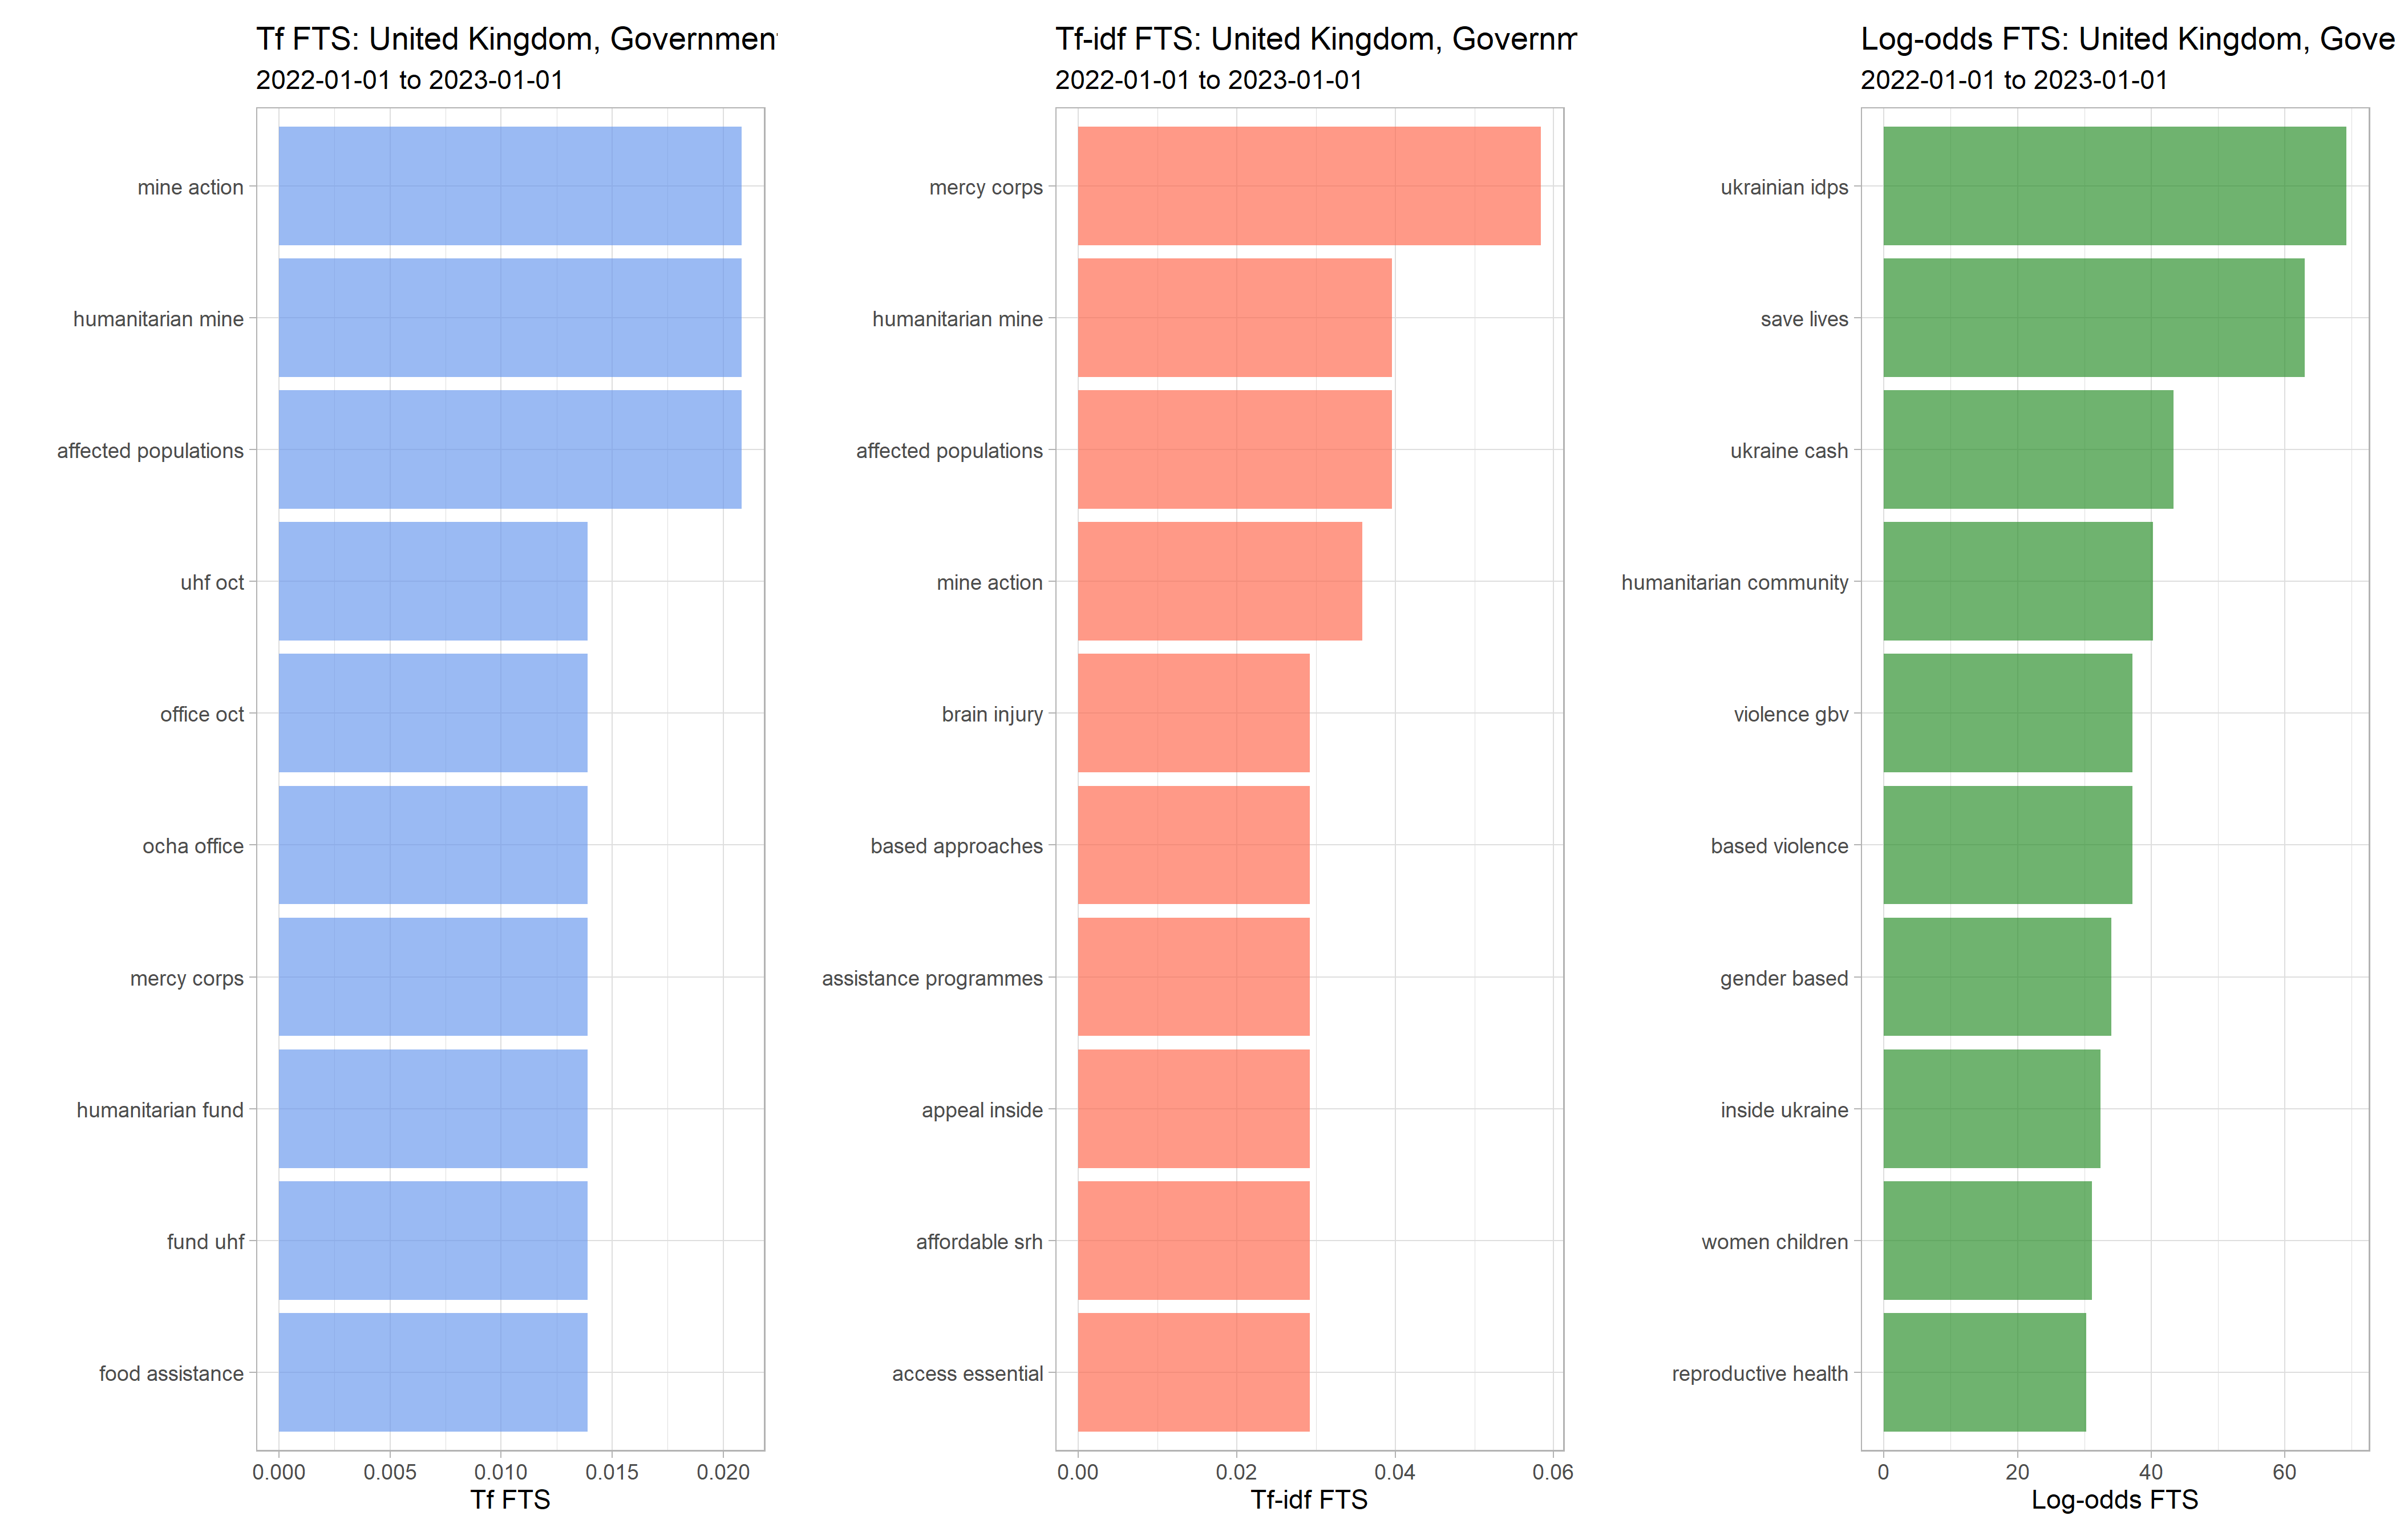 Tf FTS: United Kingdom, Government
2022-01-01 to 2023-01-01
mine action
humanitarian mine
affected populations
uhf oct
office oct
ocha office
mercy corps
humanitarian fund
fund uhf
food assistance
0.000 0.005 0.010 0.015 0.020
Tf FTS
Tf-idf FTS: United Kingdom, Governm
2022-01-01 to 2023-01-01
mercy corps
humanitarian mine
affected populations
mine action
brain injury
based approaches
assistance programmes
appeal inside
affordable srh
access essential
0.00 0.02 0.04 0.06
Tf-idf FTS
Log-odds FTS: United Kingdom, Gove
2022-01-01 to 2023-01-01
ukrainian idps
save lives
ukraine cash
humanitarian community
violence gbv
based violence
gender based
inside ukraine
women children
reproductive health
0 20 40 60
Log-odds FTS